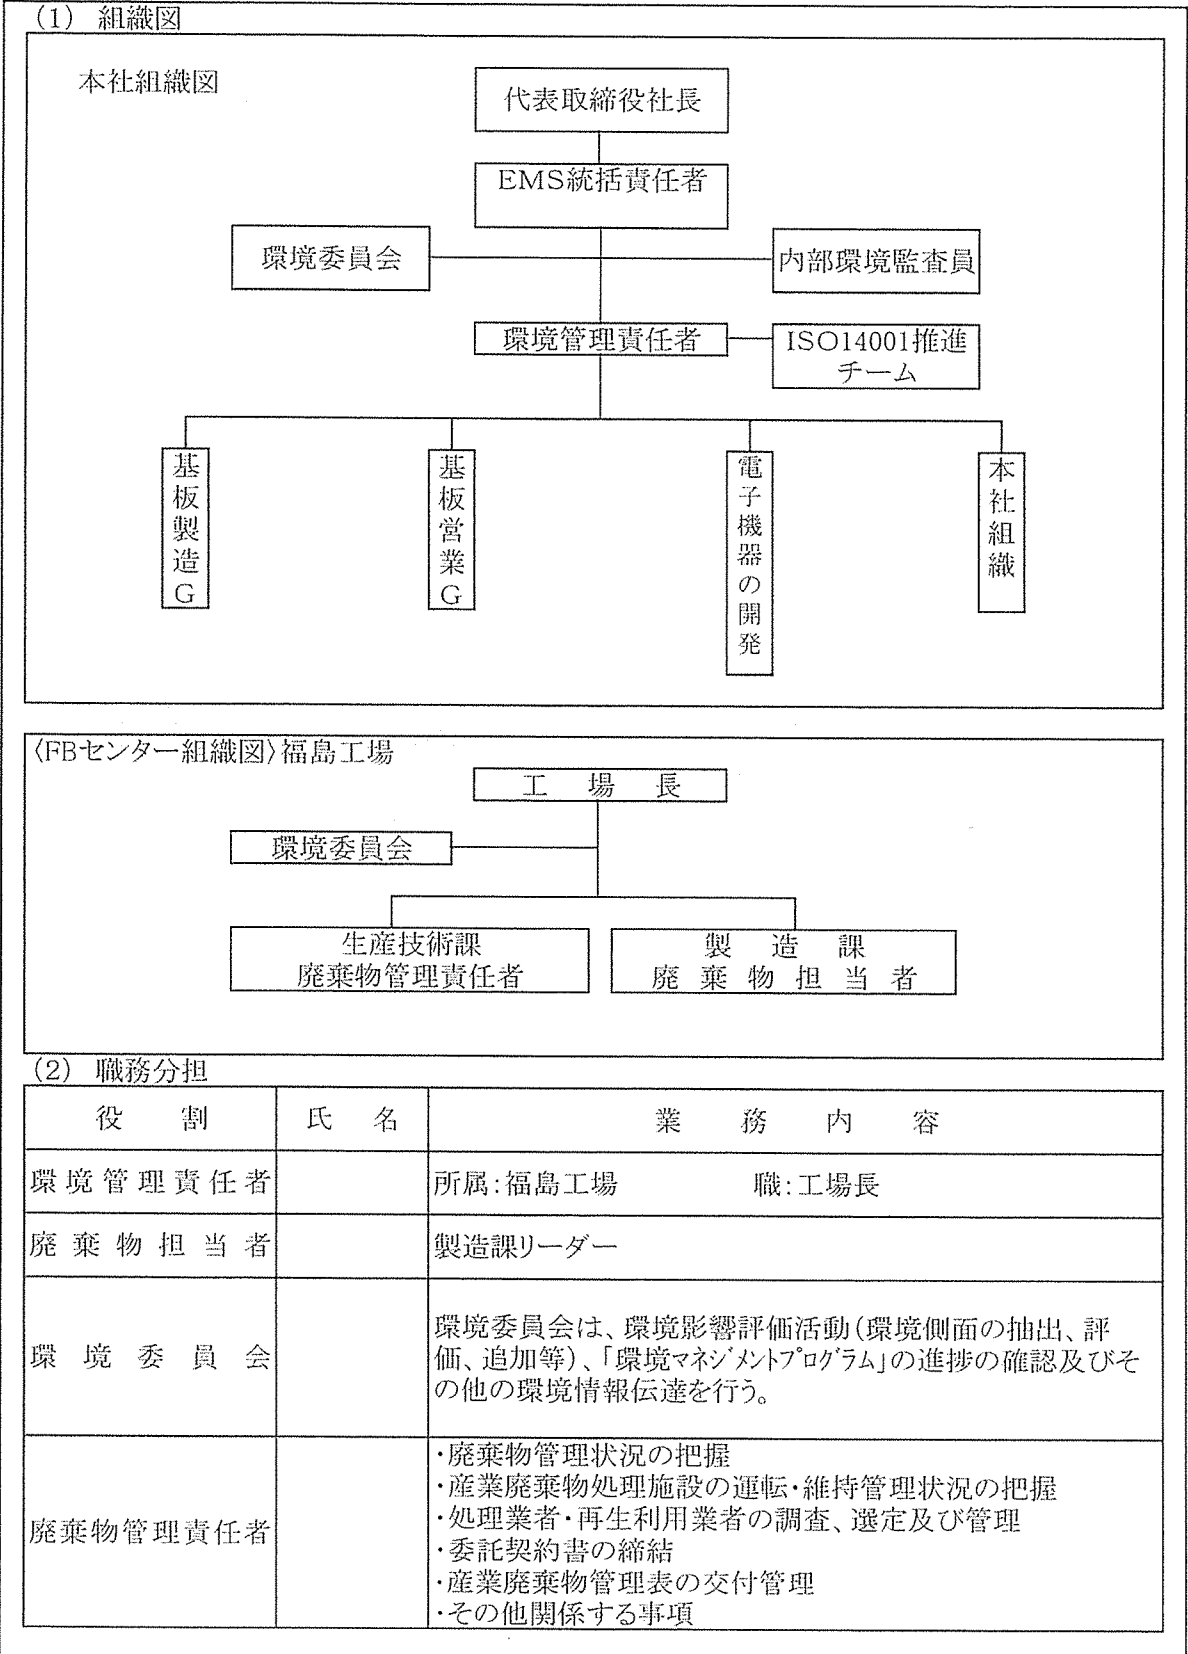 (1) 組織図
本社組織図
代表取締役社長
EMS統括責任者
環境委員会
内部環境監査員
環境管理責任者
ISO14001推進
チーム
基板製造G
基板営業G
電子機器の開発
本社組織
〈FBセンター組織図〉福島工場
工場長
環境委員会
生産技術課
廃棄物管理責任者
製造課
廃棄物担当者
(2) 職務分担
役割 氏名 業務内容
環境管理責任者 所属:福島工場 職:工場長
廃棄物担当者 製造課リーダー
環境委員会
環境委員会は、環境影響評価活動(環境側面の抽出、評
価、追加等)、「環境ﾏﾈｼﾞﾒﾝﾄﾌﾟﾛｸﾞﾗﾑ」の進捗の確認及びそ
の他の環境情報伝達を行う。
廃棄物管理責任者
・廃棄物管理状況の把握
・産業廃棄物処理施設の運転・維持管理状況の把握
・処理業者・再生利用業者の調査、選定及び管理
・委託契約書の締結
・産業廃棄物管理表の交付管理
・その他関係する事項